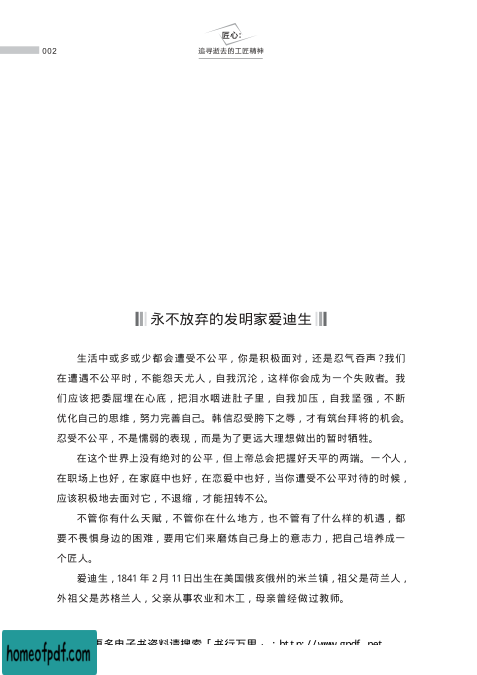 002
匠心：
追寻逝去的工匠精神
永不放弃的发明家爱迪生
生活中或多或少都会遭受不公平，你是积极面对，还是忍气吞声？我们
在遭遇不公平时，不能怨天尤人，自我沉沦，这样你会成为一个失败者。我
们应该把委屈埋在心底，把泪水咽进肚子里，自我加压，自我坚强，不断
优化自己的思维，努力完善自己。韩信忍受胯下之辱，才有筑台拜将的机会。
忍受不公平，不是懦弱的表现，而是为了更远大理想做出的暂时牺牲。
在这个世界上没有绝对的公平，但上帝总会把握好天平的两端。一个人，
在职场上也好，在家庭中也好，在恋爱中也好，当你遭受不公平对待的时候，
应该积极地去面对它，不退缩，才能扭转不公。
不管你有什么天赋，不管你在什么地方，也不管有了什么样的机遇，都
要不畏惧身边的困难，要用它们来磨炼自己身上的意志力，把自己培养成一
个匠人。
爱迪生，1841 年 2 月 11 日出生在美国俄亥俄州的米兰镇，祖父是荷兰人，
外祖父是苏格兰人，父亲从事农业和木工，母亲曾经做过教师。
更多电子书资料请搜索「书行万里」：http://www.gpdf.net
homeofpdf.com